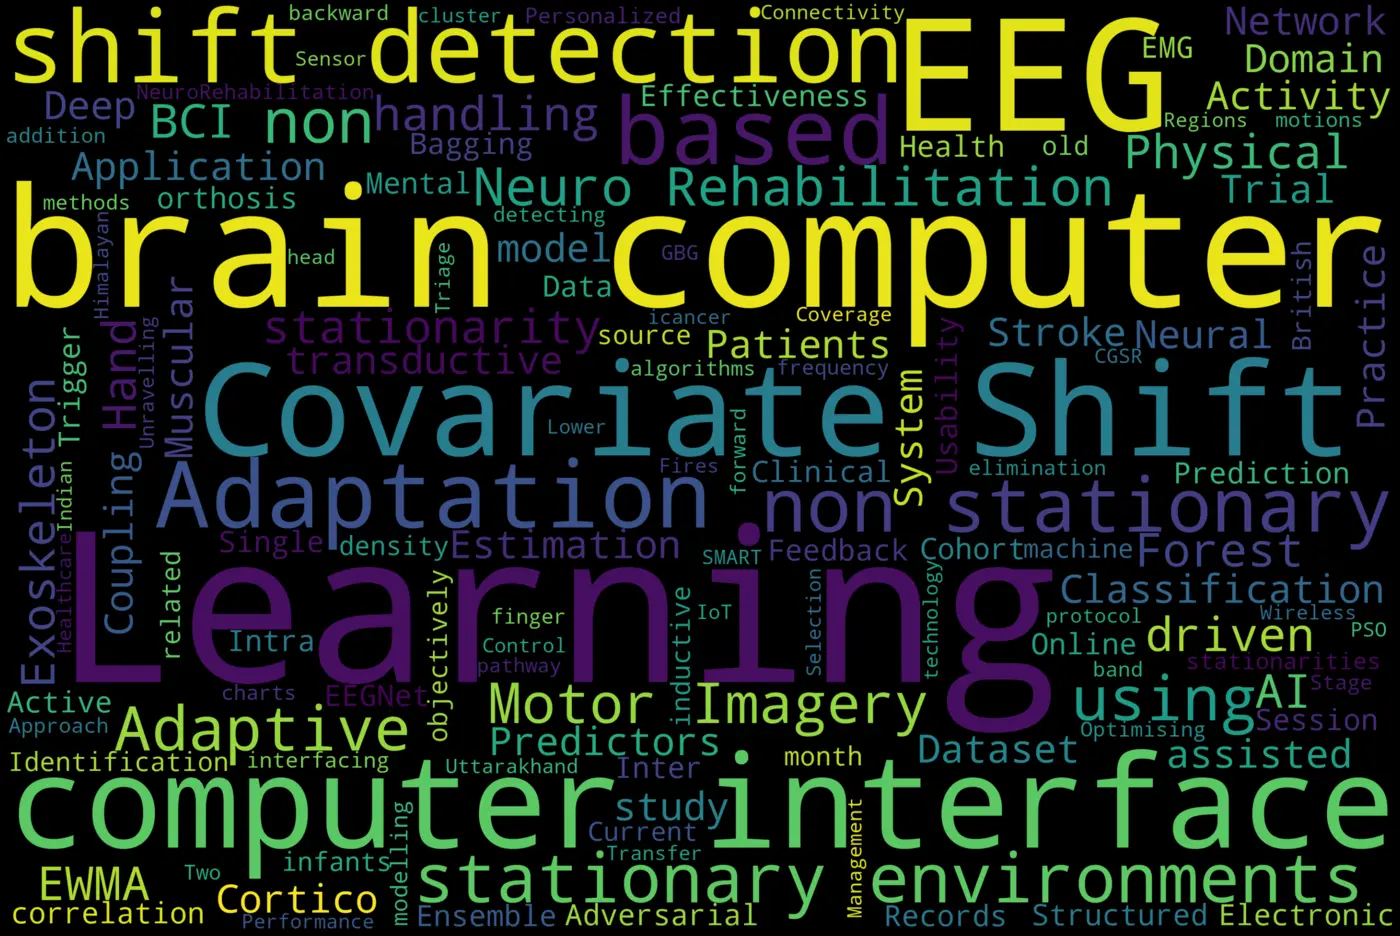 backward
cluster
Personalized
Connectivity
Network
shift detection
EEG
Sensor
EMG
Domain
NeuroRehabilitation
Deep
BCI
non
handling
Effectiveness
based
Activity
addition
Bagging
Health
old
Regions
motions
Physical
Application
Mental
Neuro Rehabilitation
Trial
methods
orthosis
detecting
brain computer
Himalayan
head
Triage
model
GBG
Data
British
Practice
Muscular
stationarity
icancer
Coverage
Hand
Unravelling
transductive
source
Patients
Usability
Stroke
Neural
CGSR
Trigger
algorithms
frequency
Covariate Shift
System
Exoskeleton
Lower
forward
Coupling
Indian
Adaptation
Fires
Clinical
elimination
Prediction
non stationary
Healthcare
Single
density
Estimation
SMART
Feedback
Cohort
machine
Forest
Learning
related
objectively
inductive
Selection
technology
Classification
finger
IoT
protocol
Wireless
Intra
Control
Online
driven
PSO
pathway
band
stationarities
charts
EEGNet
Active
Motor Imagery
using
AI
Stage
Approach
Adaptive
Predictors
Optimising
Session
Identification
interfacing
Uttarakhand
Inter
month
Dataset
assisted
computer interface
study
modelling
Current
Management
Transfer
EWMA
Two
infants
stationary environments
Cortico
correlation
Performance
Ensemble
Adversarial
Records
Structured
Electronic